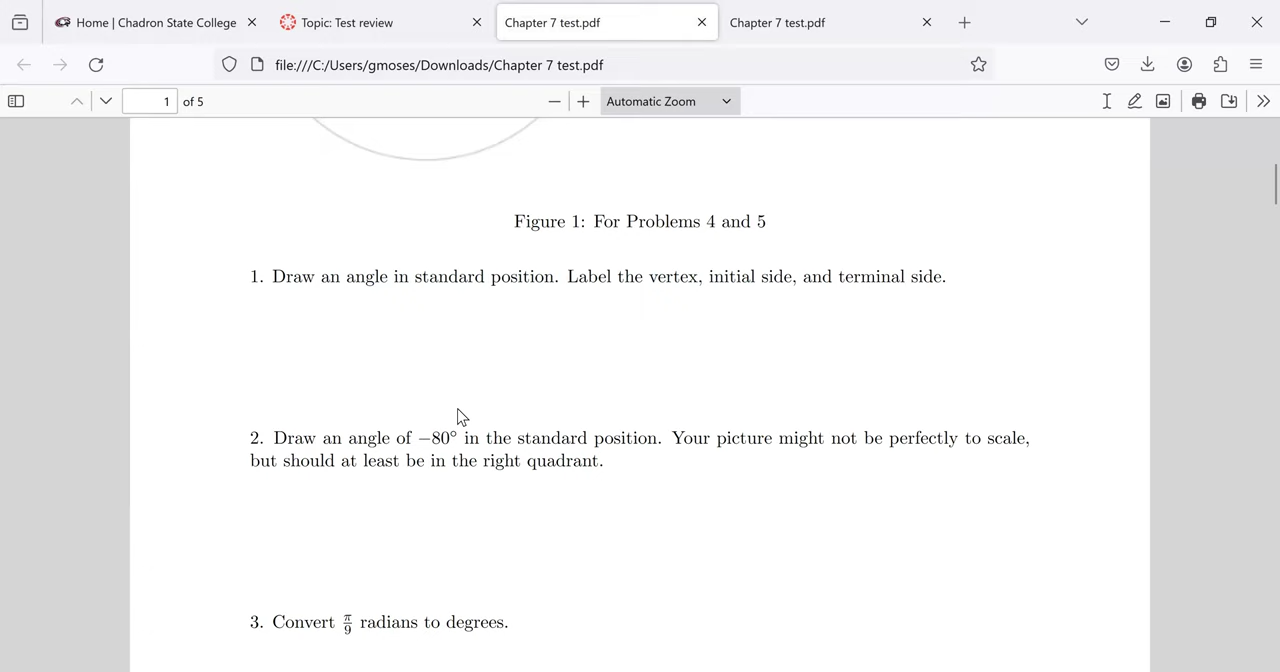 Home | Chadron State College
Topic: Test review
Chapter 7 test.pdf
Chapter 7 test.pdf
file:///C:/Users/gmoses/Downloads/Chapter 7 test.pdf
1 of 5
Automatic Zoom
Figure 1: For Problems 4 and 5
1. Draw an angle in standard position. Label the vertex, initial side, and terminal side.
2. Draw an angle of −80° in the standard position. Your picture might not be perfectly to scale,
but should at least be in the right quadrant.
3. Convert π/9 radians to degrees.